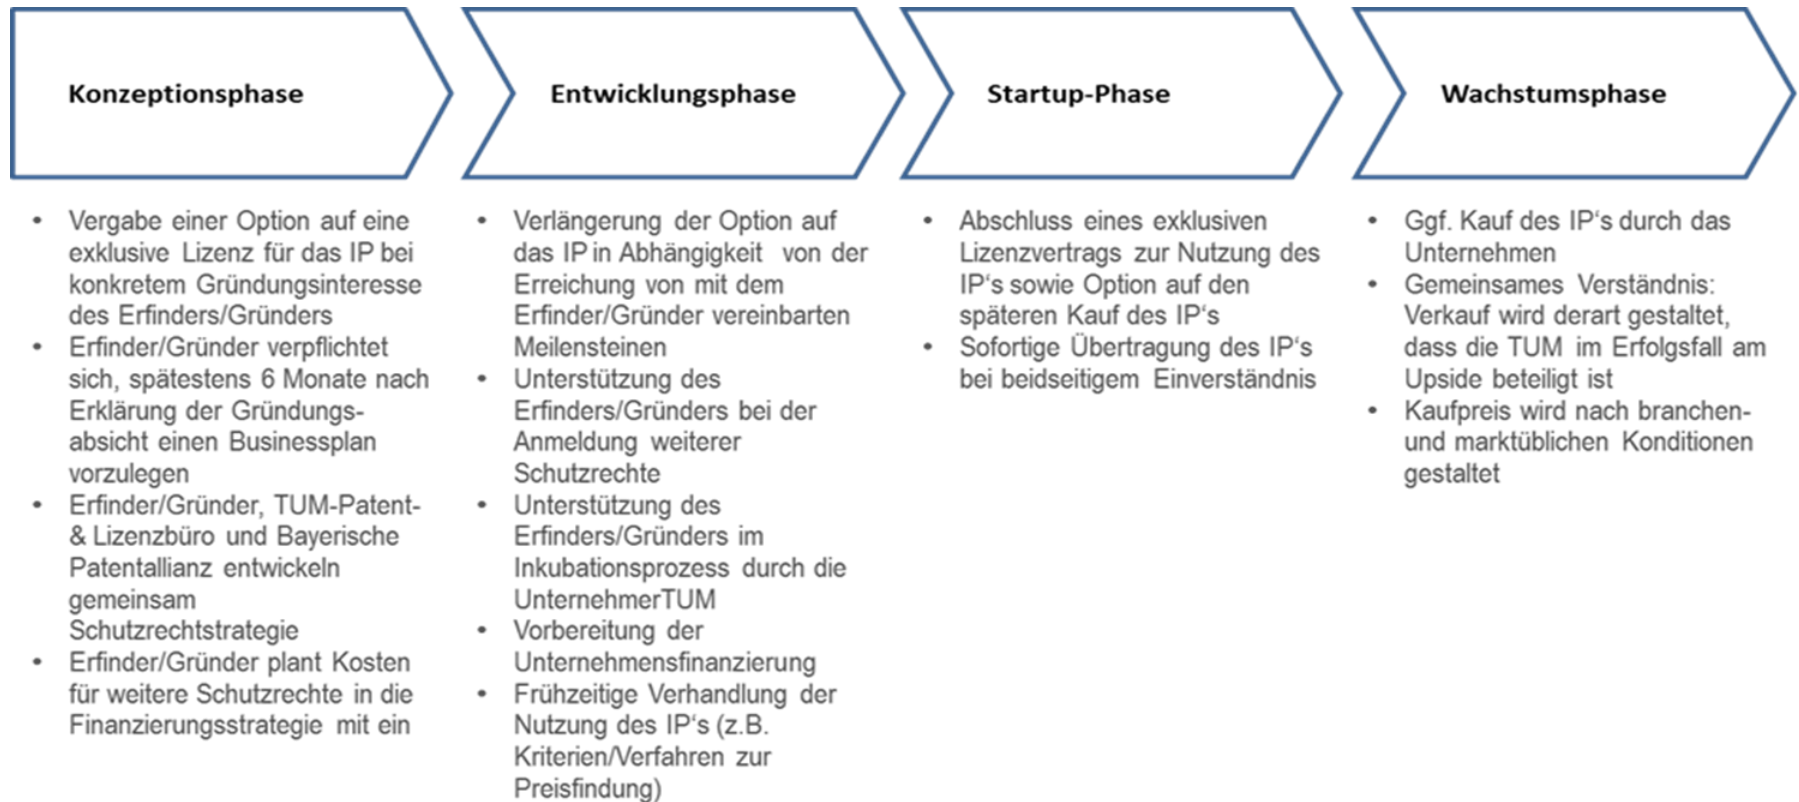 Konzeptionsphase
• Vergabe einer Option auf eine
exklusive Lizenz für das IP bei
konkretem Gründungsinteresse
des Erfinders/Gründers
• Erfinder/Gründer verpflichtet
sich, spätestens 6 Monate nach
Erklärung der Gründungs-
absicht einen Businessplan
vorzulegen
• Erfinder/Gründer, TUM-Patent-
& Lizenzbüro und Bayerische
Patentallianz entwickeln
gemeinsam
Schutzrechtstrategie
• Erfinder/Gründer plant Kosten
für weitere Schutzrechte in die
Finanzierungsstrategie mit ein
Entwicklungsphase
• Verlängerung der Option auf
das IP in Abhängigkeit von der
Erreichung von mit dem
Erfinder/Gründer vereinbarten
Meilensteinen
• Unterstützung des
Erfinders/Gründers bei der
Anmeldung weiterer
Schutzrechte
• Unterstützung des
Erfinders/Gründers im
Inkubationsprozess durch die
UnternehmerTUM
• Vorbereitung der
Unternehmensfinanzierung
• Frühzeitige Verhandlung der
Nutzung des IP‘s (z.B.
Kriterien/Verfahren zur
Preisfindung)
Startup-Phase
• Abschluss eines exklusiven
Lizenzvertrags zur Nutzung des
IP‘s sowie Option auf den
späteren Kauf des IP‘s
• Sofortige Übertragung des IP‘s
bei beidseitigem Einverständnis
Wachstumsphase
• Ggf. Kauf des IP‘s durch das
Unternehmen
• Gemeinsames Verständnis:
Verkauf wird derart gestaltet,
dass die TUM im Erfolgsfall am
Upside beteiligt ist
• Kaufpreis wird nach branchen-
und marktüblichen Konditionen
gestaltet